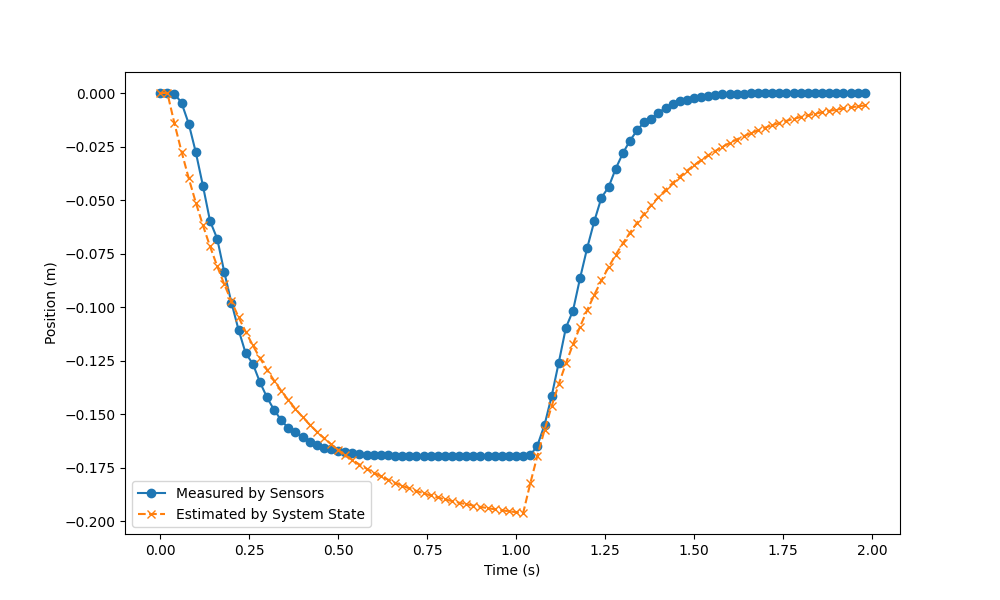 0.000
−0.025
−0.050
−0.075
−0.100
−0.125
−0.150
−0.175
−0.200
Position (m)
Measured by Sensors
Estimated by System State
0.00 0.25 0.50 0.75 1.00 1.25 1.50 1.75 2.00
Time (s)